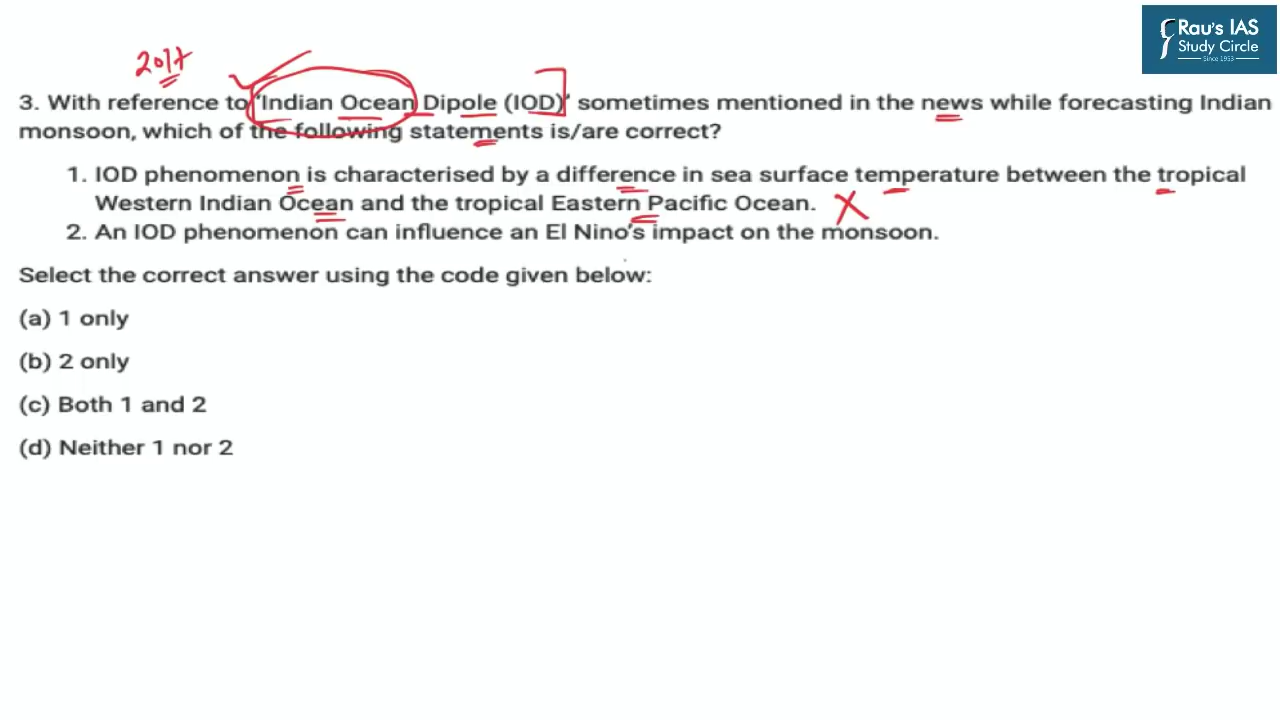 Rau's IAS
Study Circle
Since 1953
2017
3. With reference to 'Indian Ocean Dipole (IOD)' sometimes mentioned in the news while forecasting Indian
monsoon, which of the following statements is/are correct?
1. IOD phenomenon is characterised by a difference in sea surface temperature between the tropical
Western Indian Ocean and the tropical Eastern Pacific Ocean. X
2. An IOD phenomenon can influence an El Nino's impact on the monsoon.
Select the correct answer using the code given below:
(a) 1 only
(b) 2 only
(c) Both 1 and 2
(d) Neither 1 nor 2